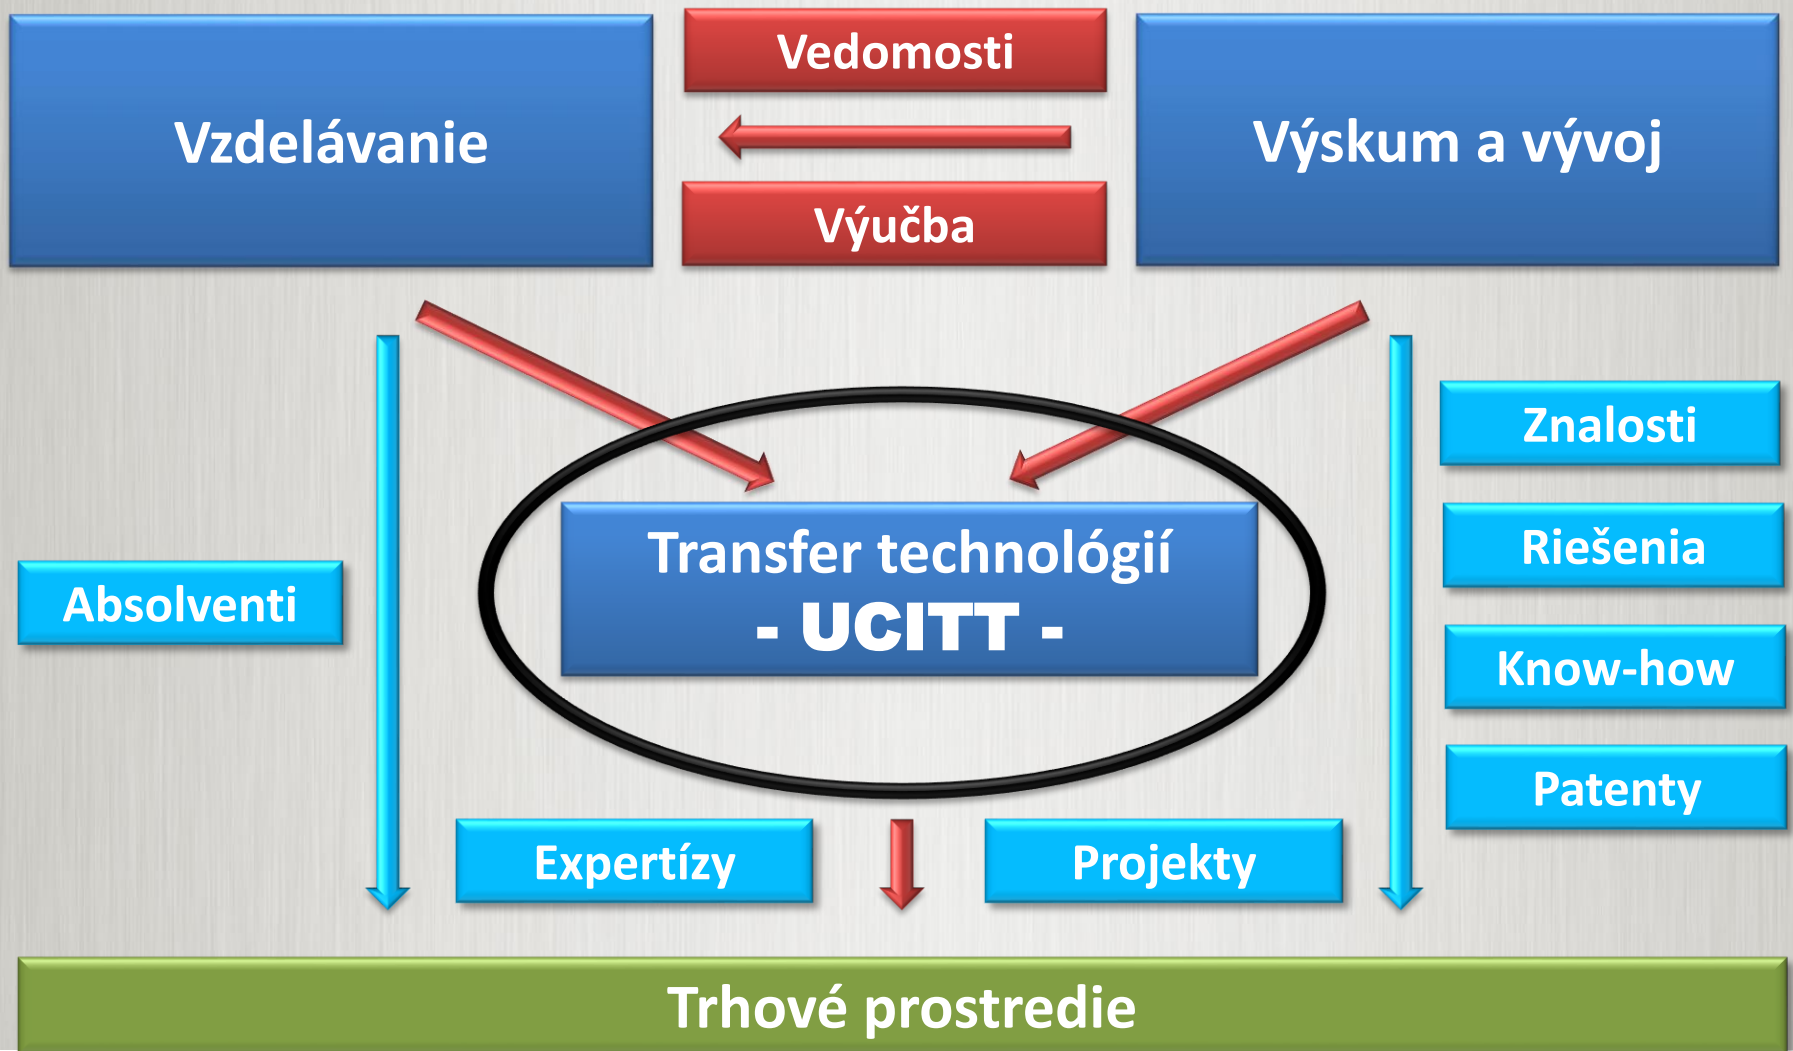 Vzdelávanie
Vedomosti
Výučba
Výskum a vývoj
Transfer technológií
- UCITT -
Absolventi
Znalosti
Riešenia
Know-how
Patenty
Expertízy
Projekty
Trhové prostredie